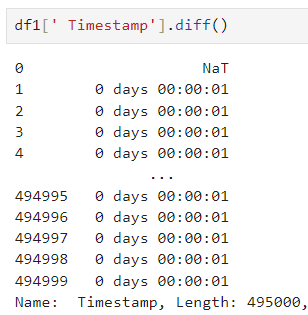 df1[' Timestamp'].diff()
0 NaT
1 0 days 00:00:01
2 0 days 00:00:01
3 0 days 00:00:01
4 0 days 00:00:01
...
494995 0 days 00:00:01
494996 0 days 00:00:01
494997 0 days 00:00:01
494998 0 days 00:00:01
494999 0 days 00:00:01
Name:  Timestamp, Length: 495000,